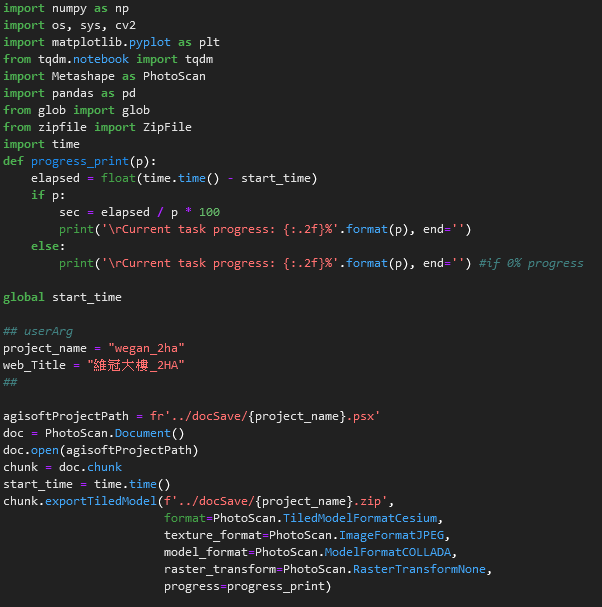 import numpy as np
import os, sys, cv2
import matplotlib.pyplot as plt
from tqdm.notebook import tqdm
import Metashape as PhotoScan
import pandas as pd
from glob import glob
from zipfile import ZipFile
import time
def progress_print(p):
    elapsed = float(time.time() - start_time)
    if p:
        sec = elapsed / p * 100
        print('\rCurrent task progress: {:.2f}%'.format(p), end='')
    else:
        print('\rCurrent task progress: {:.2f}%'.format(p), end='') #if 0% progress
global start_time
## userArg
project_name = "wegan_2ha"
web_Title = "維冠大樓_2HA"
##
agisoftProjectPath = fr'../docSave/{project_name}.psx'
doc = PhotoScan.Document()
doc.open(agisoftProjectPath)
chunk = doc.chunk
start_time = time.time()
chunk.exportTiledModel(f'../docSave/{project_name}.zip',
                       format=PhotoScan.TiledModelFormatCesium,
                       texture_format=PhotoScan.ImageFormatJPEG,
                       model_format=PhotoScan.ModelFormatCOLLADA,
                       raster_transform=PhotoScan.RasterTransformNone,
                       progress=progress_print)